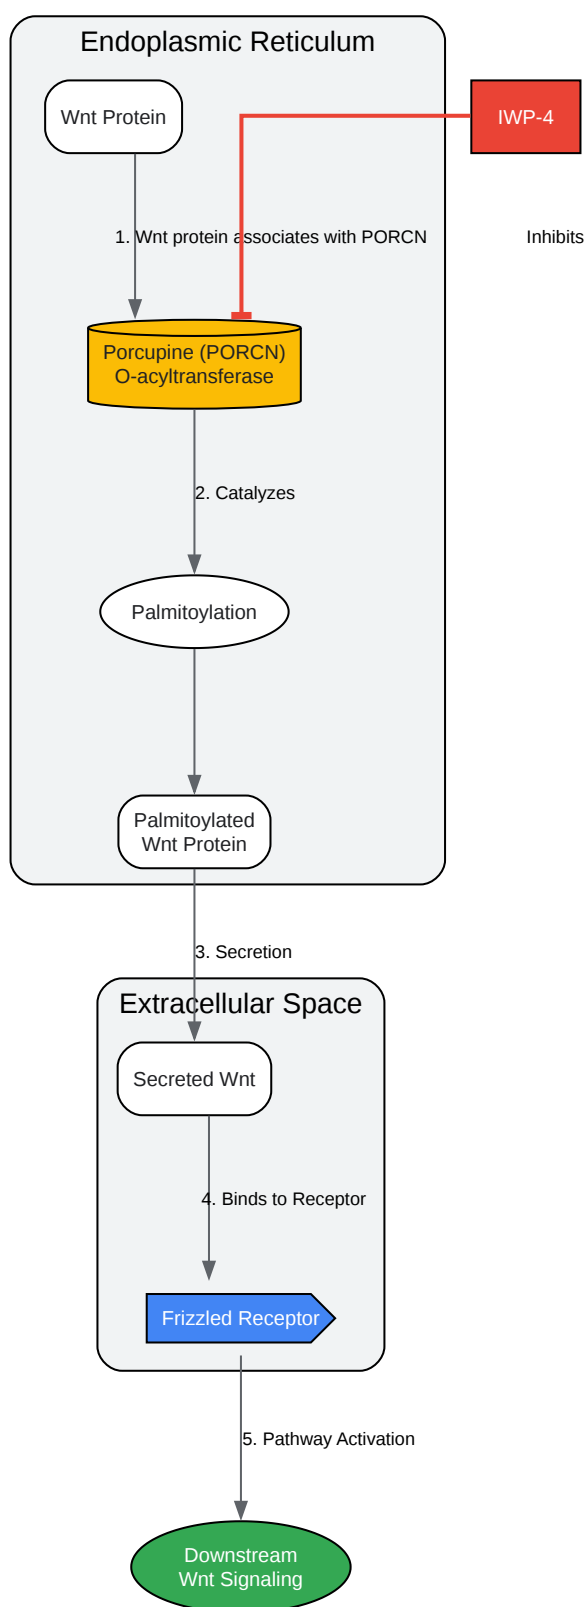 Endoplasmic Reticulum
Wnt Protein
IWP-4
1. Wnt protein associates with PORCN
Inhibits
Porcupine (PORCN)
O-acyltransferase
2. Catalyzes
Palmitoylation
Palmitoylated
Wnt Protein
3. Secretion
Extracellular Space
Secreted Wnt
4. Binds to Receptor
Frizzled Receptor
5. Pathway Activation
Downstream
Wnt Signaling